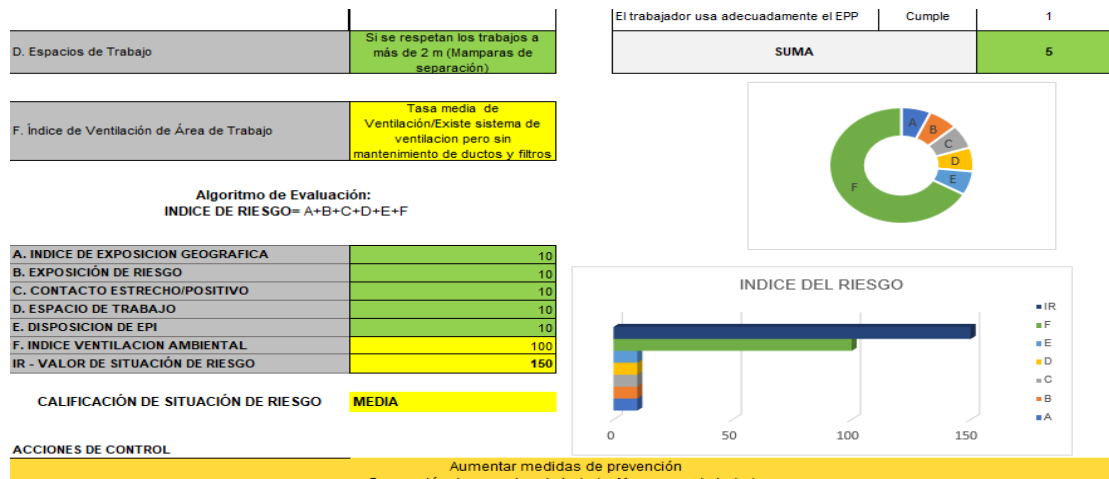 El trabajador usa adecuadamente el EPP Cumple 1
D. Espacios de Trabajo
Si se respetan los trabajos a
más de 2 m (Mamparas de
separación)
SUMA 5
F. Índice de Ventilación de Área de Trabajo
Tasa media de
Ventilación/Existe sistema de
ventilacion pero sin
mantenimiento de ductos y filtros
A
B
C
D
E
F
Algoritmo de Evaluación:
INDICE DE RIESGO= A+B+C+D+E+F
A. INDICE DE EXPOSICION GEOGRAFICA 10
B. EXPOSICIÓN DE RIESGO 10
C. CONTACTO ESTRECHO/POSITIVO 10
D. ESPACIO DE TRABAJO 10
E. DISPOSICION DE EPI 10
F. INDICE VENTILACION AMBIENTAL 100
IR - VALOR DE SITUACIÓN DE RIESGO 150
INDICE DEL RIESGO
IR
F
E
D
C
B
A
0 50 100 150
CALIFICACIÓN DE SITUACIÓN DE RIESGO MEDIA
ACCIONES DE CONTROL
Aumentar medidas de prevención